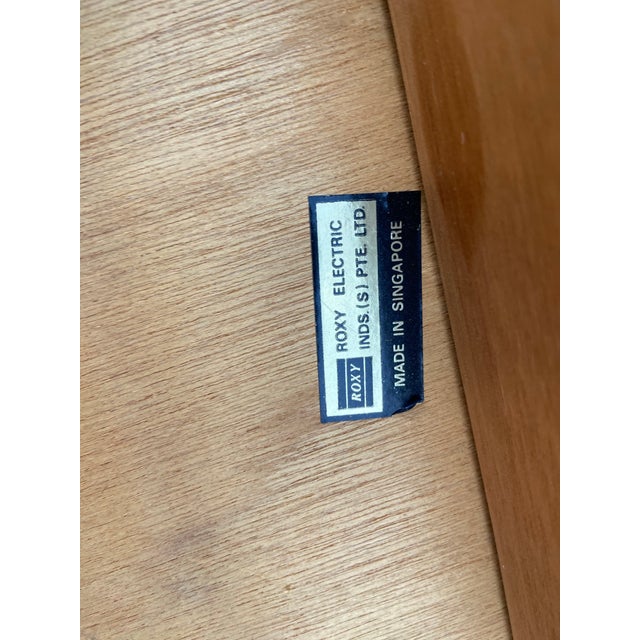 ROXY
ROXY ELECTRIC
INDS.(S) PTE. LTD.
MADE IN SINGAPORE